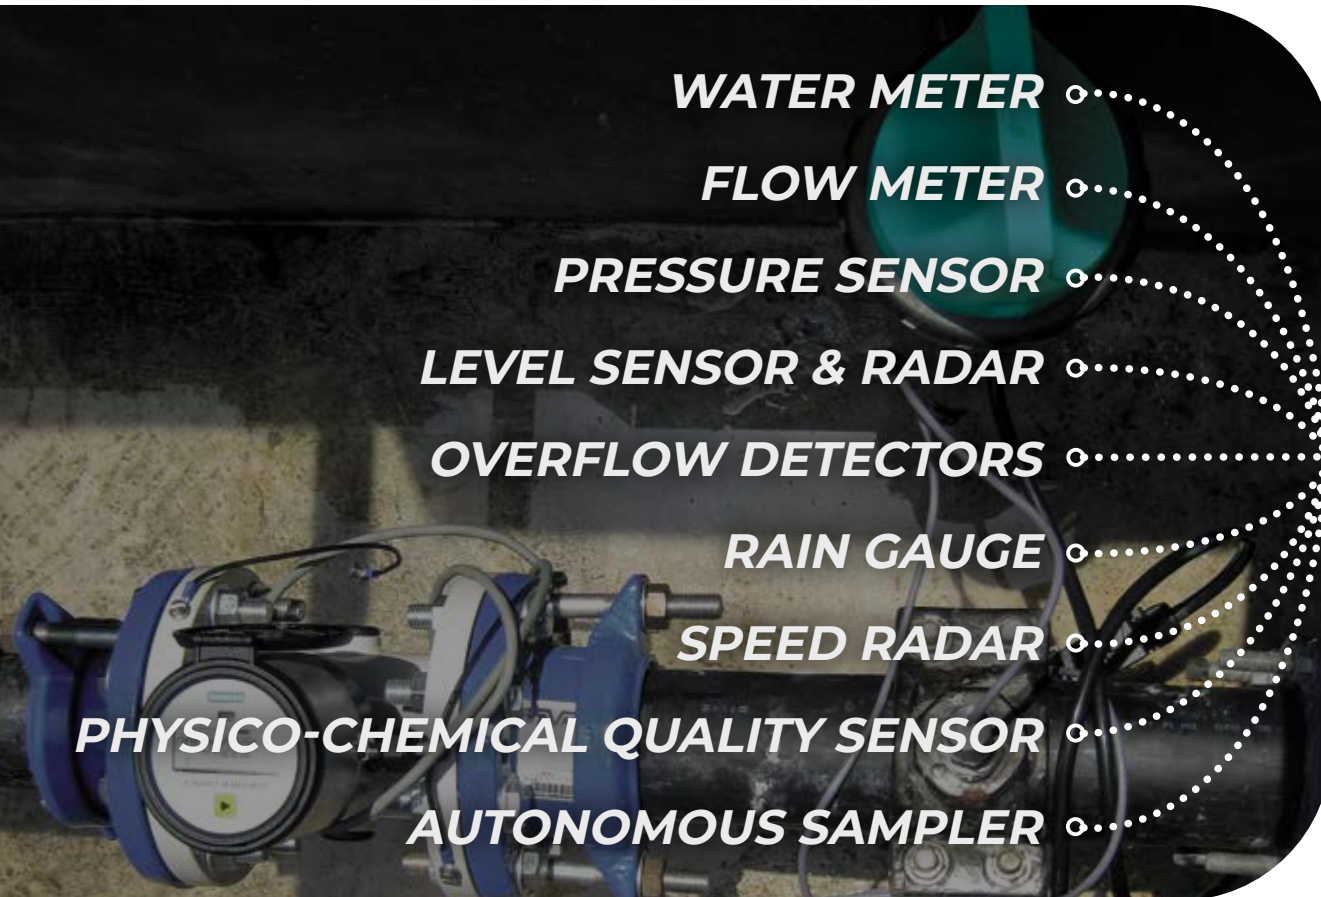 WATER METER
FLOW METER
PRESSURE SENSOR
LEVEL SENSOR & RADAR
OVERFLOW DETECTORS
RAIN GAUGE
SPEED RADAR
PHYSICO-CHEMICAL QUALITY SENSOR
AUTONOMOUS SAMPLER